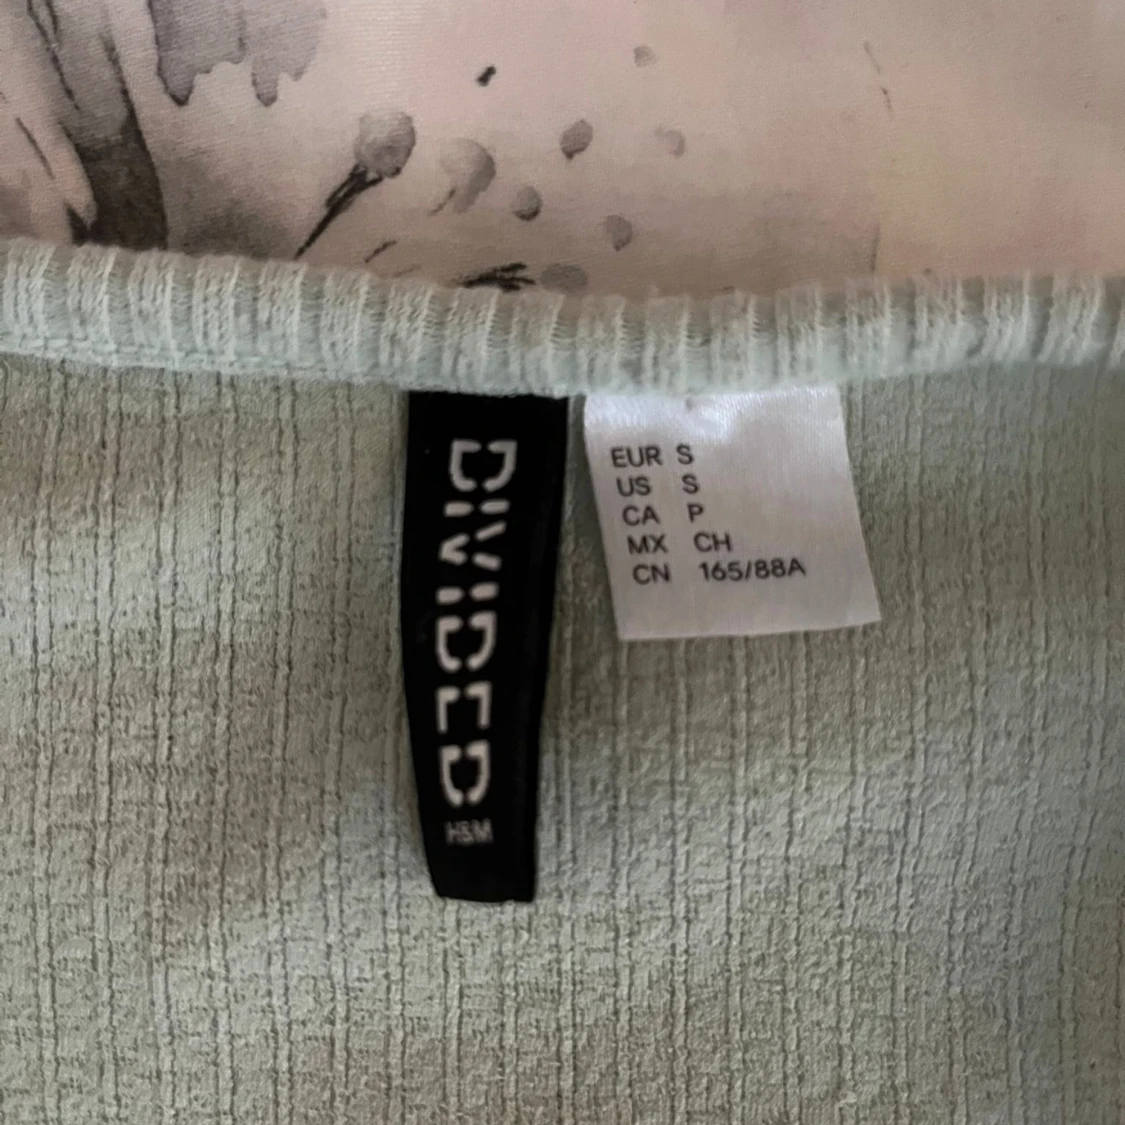 DIVIDED
H&M
EUR S
US S
CA P
MX CH
CN 165/88A